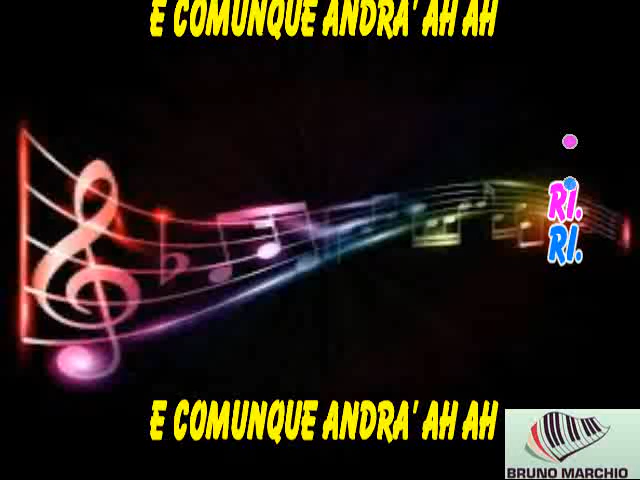 E COMUNQUE ANDRA' AH AH
RI.
RI.
E COMUNQUE ANDRA' AH AH
BRUNO MARCHIO